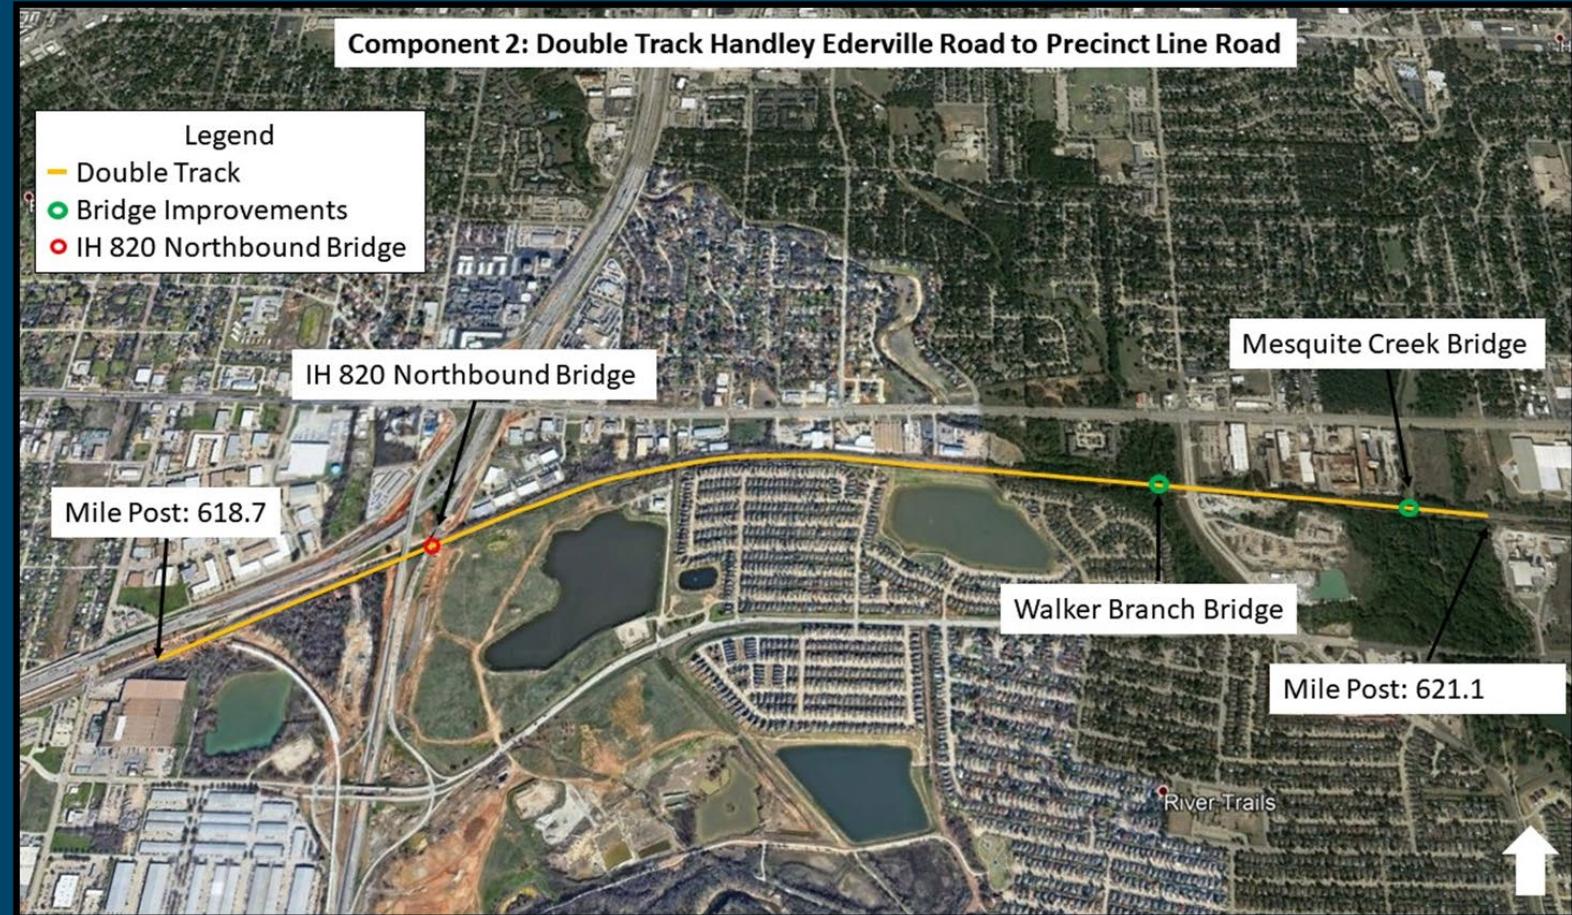 Component 2: Double Track Handley Ederville Road to Precinct Line Road
Legend
Double Track
Bridge Improvements
IH 820 Northbound Bridge
Mesquite Creek Bridge
IH 820 Northbound Bridge
Mile Post: 618.7
Walker Branch Bridge
Mile Post: 621.1
River Trails